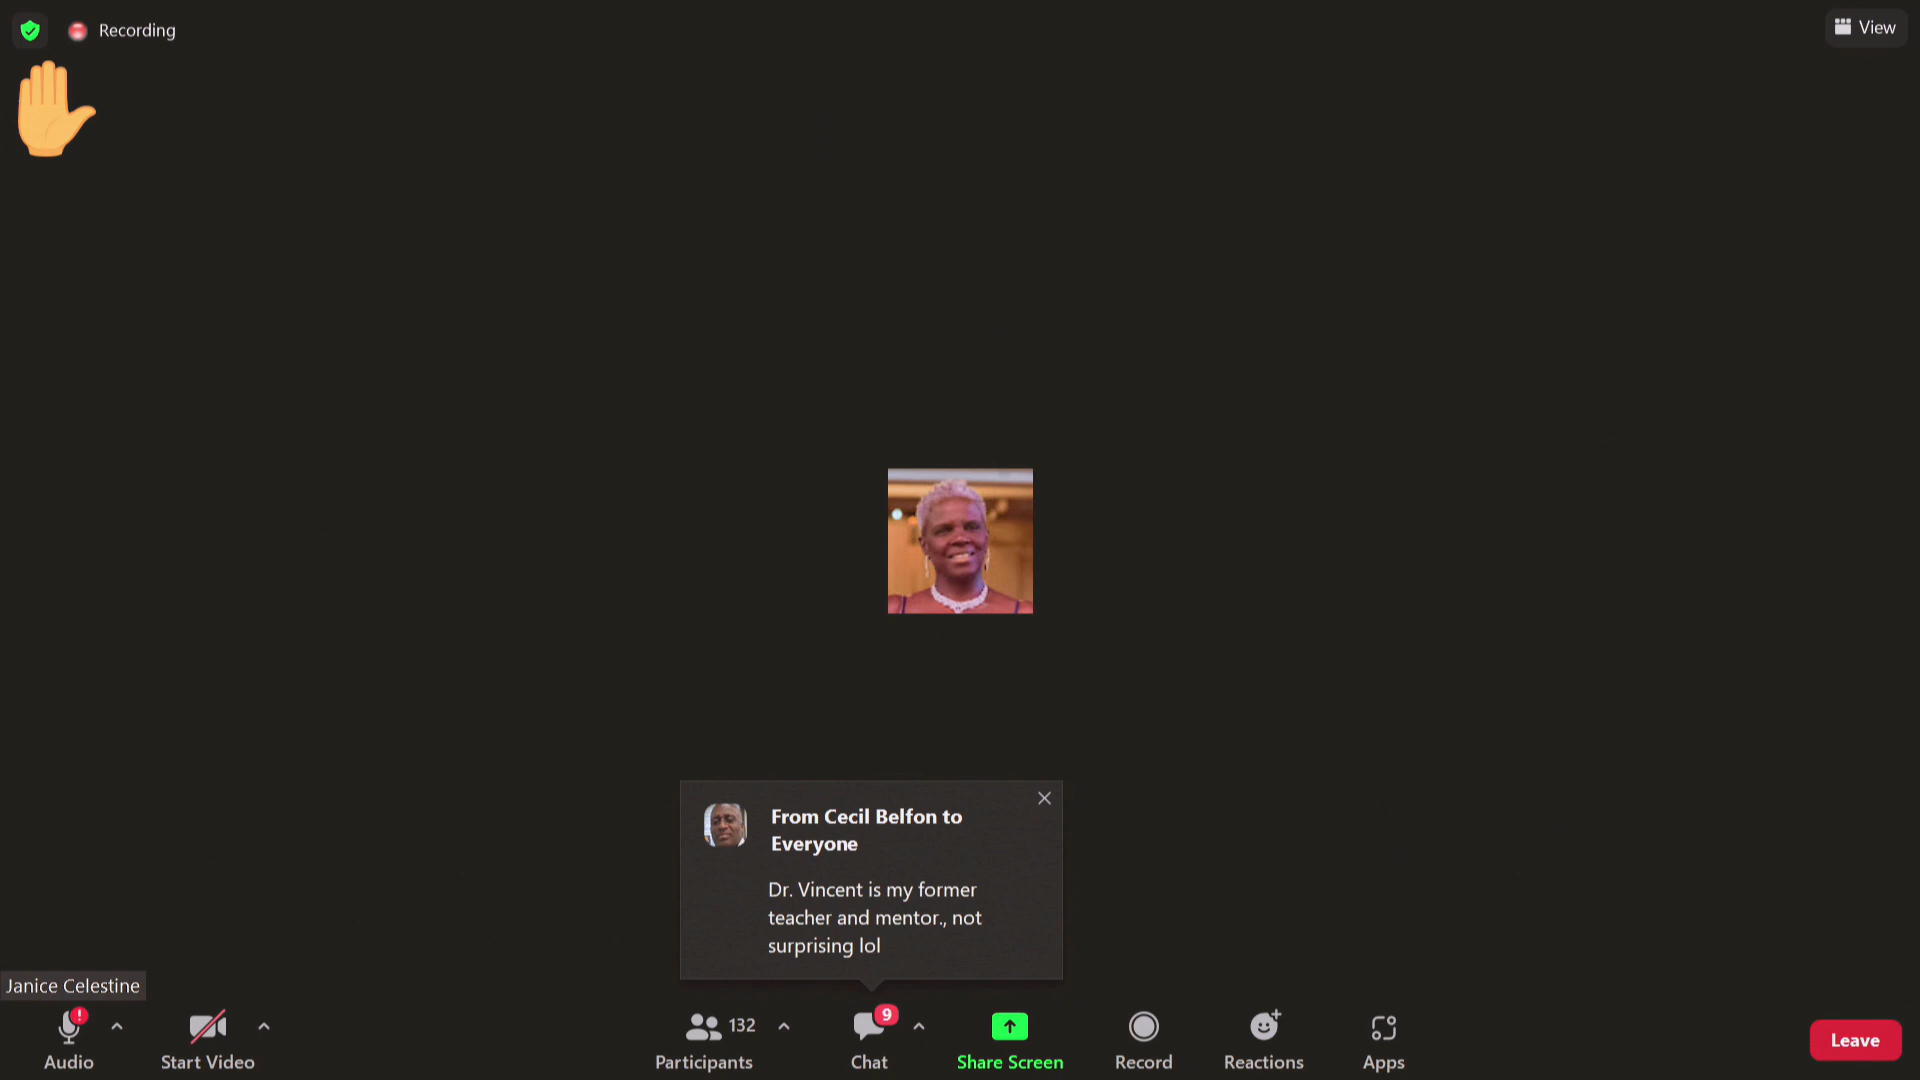 Recording
View
From Cecil Belfon to
Everyone
Dr. Vincent is my former
teacher and mentor., not
surprising lol
Janice Celestine
!
132
9
Audio
Start Video
Participants
Chat
Share Screen
Record
Reactions
Apps
Leave